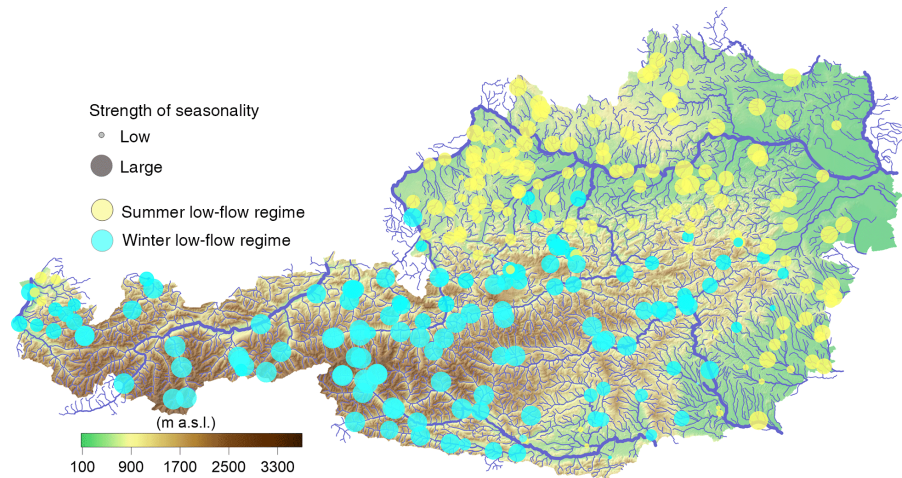 Strength of seasonality
Low
Large
Summer low-flow regime
Winter low-flow regime
(m a.s.l.)
100 900 1700 2500 3300